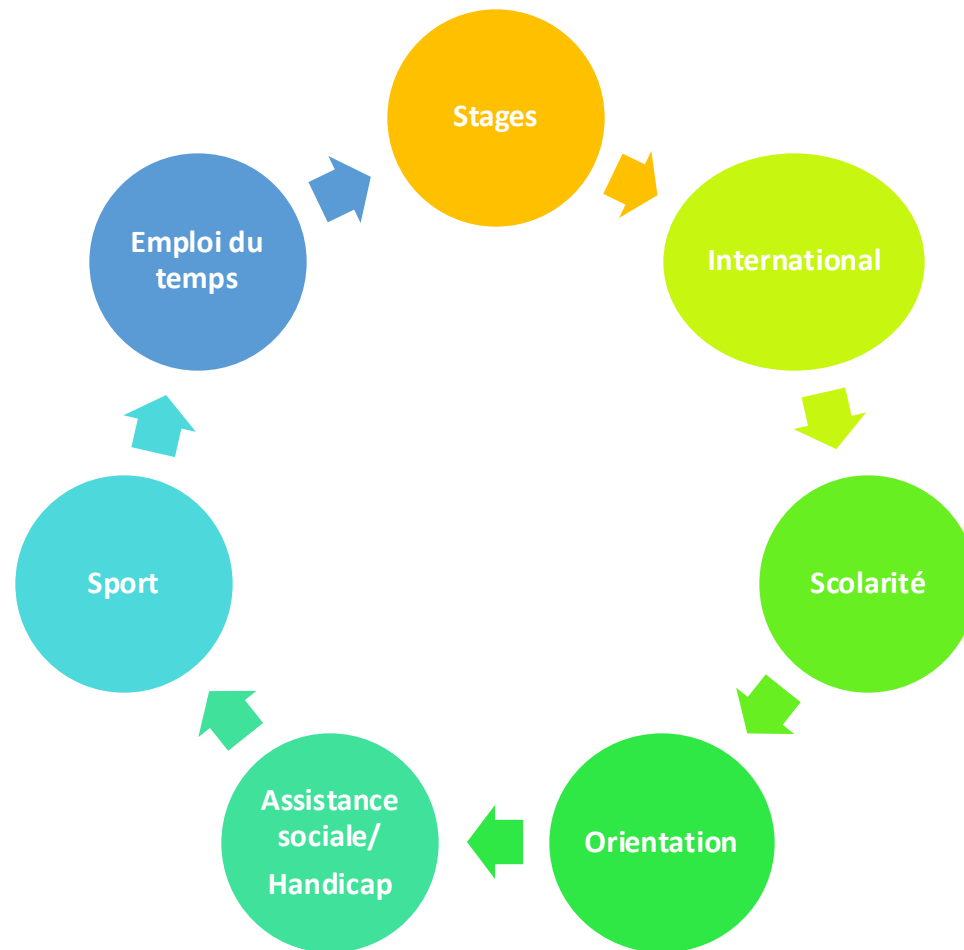 Stages
International
Scolarité
Orientation
Assistance
sociale/
Handicap
Sport
Emploi du
temps